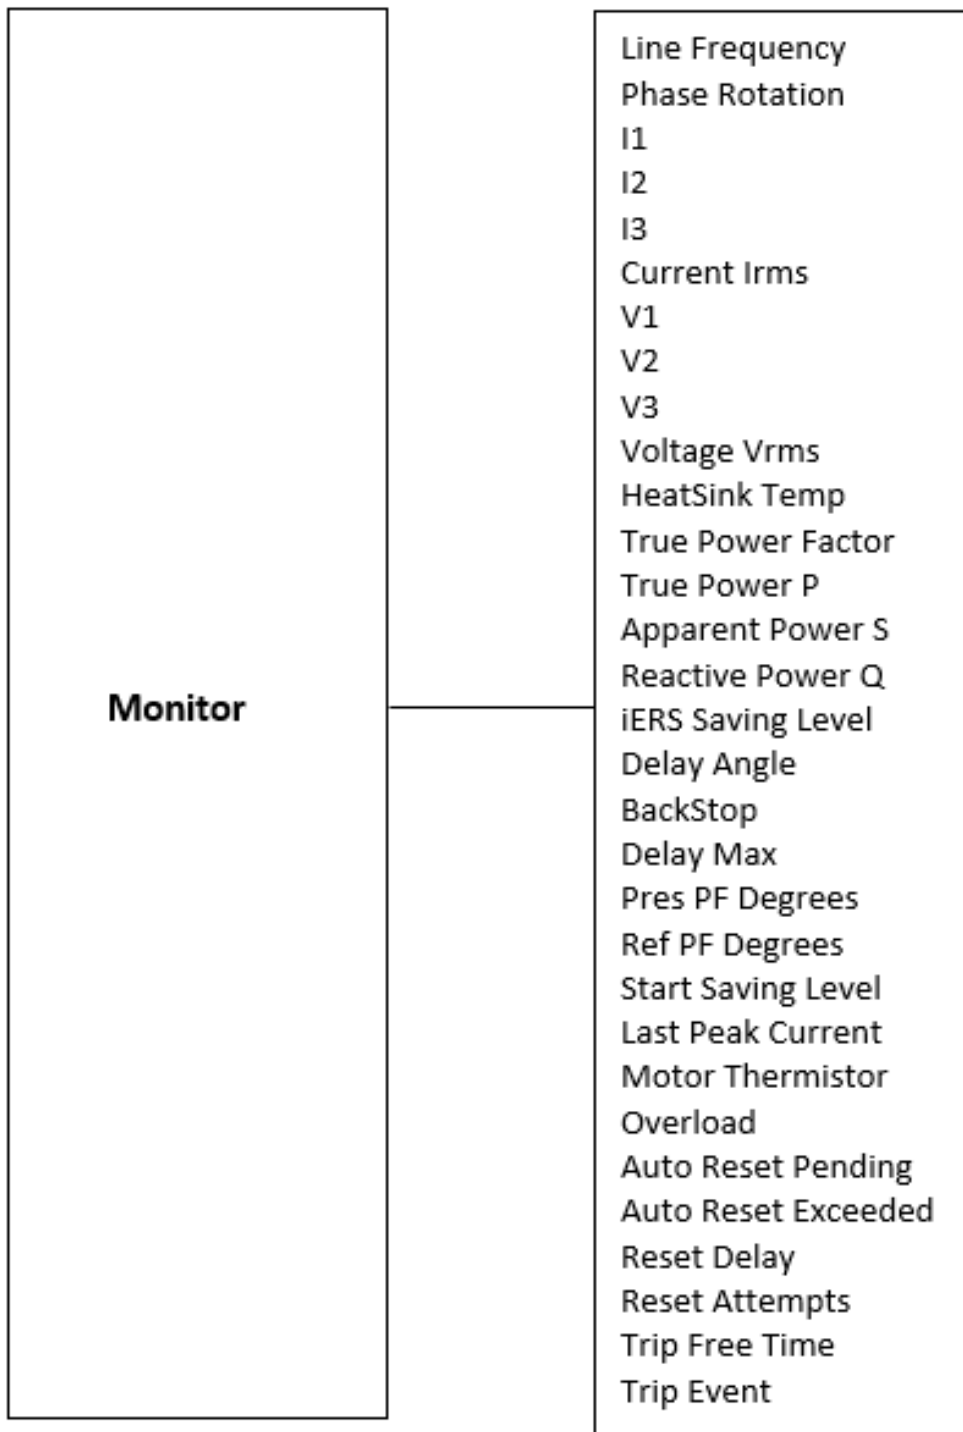 Monitor
Line Frequency
Phase Rotation
I1
I2
I3
Current Irms
V1
V2
V3
Voltage Vrms
HeatSink Temp
True Power Factor
True Power P
Apparent Power S
Reactive Power Q
iERS Saving Level
Delay Angle
BackStop
Delay Max
Pres PF Degrees
Ref PF Degrees
Start Saving Level
Last Peak Current
Motor Thermistor
Overload
Auto Reset Pending
Auto Reset Exceeded
Reset Delay
Reset Attempts
Trip Free Time
Trip Event